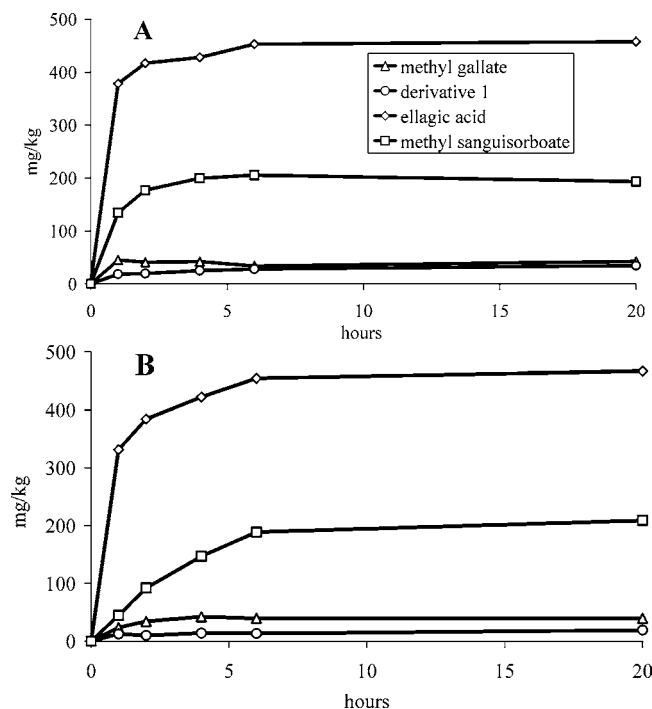 A
500
400
300
200
100
0
mg/kg
methyl gallate
derivative 1
ellagic acid
methyl sanguisorboate
0 5 10 15 20
hours
B
500
400
300
200
100
0
mg/kg
0 5 10 15 20
hours